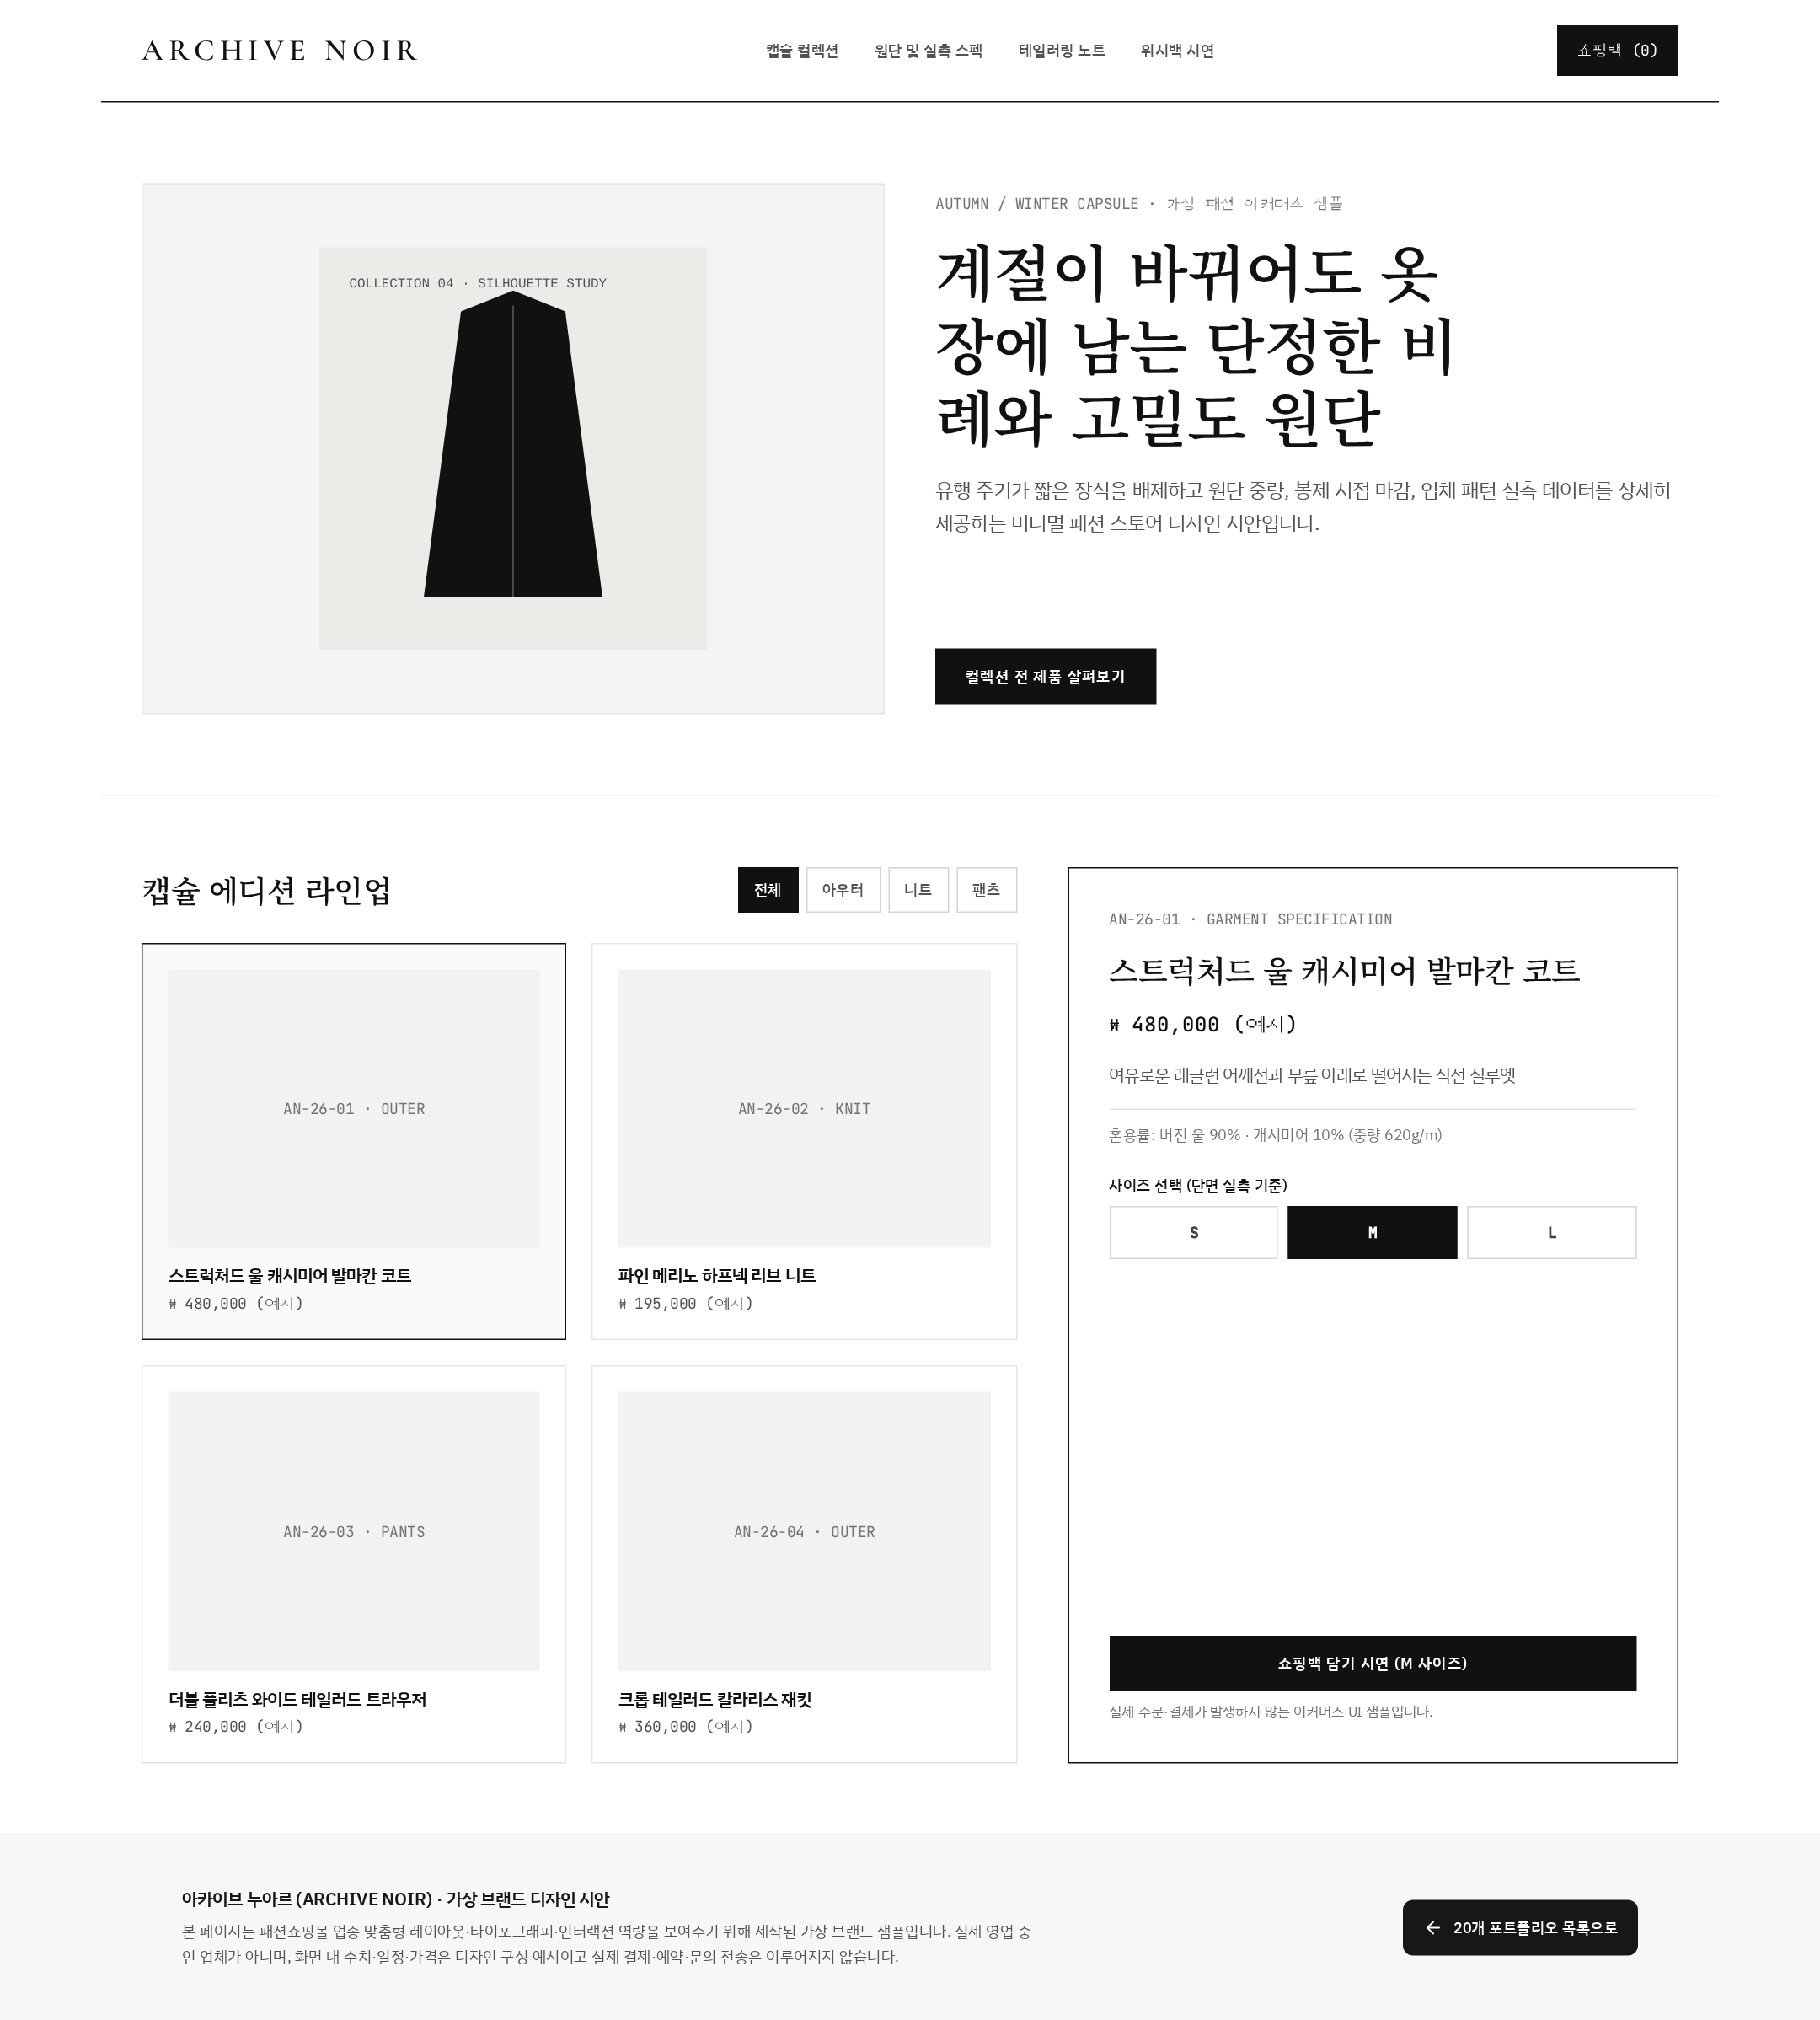 ARCHIVE NOIR
캡슐 컬렉션
원단 및 실측 스펙
테일러링 노트
위시백 시연
쇼핑백 (0)
COLLECTION 04 · SILHOUETTE STUDY
AUTUMN / WINTER CAPSULE · 가상 패션 이커머스 샘플
계절이 바뀌어도 옷
장에 남는 단정한 비
례와 고밀도 원단
유행 주기가 짧은 장식을 배제하고 원단 중량, 봉제 시접 마감, 입체 패턴 실측 데이터를 상세히
제공하는 미니멀 패션 스토어 디자인 시안입니다.
컬렉션 전 제품 살펴보기
캡슐 에디션 라인업
전체
아우터
니트
팬츠
AN-26-01 · OUTER
스트럭처드 울 캐시미어 발마칸 코트
₩ 480,000 (예시)
AN-26-02 · KNIT
파인 메리노 하프넥 리브 니트
₩ 195,000 (예시)
AN-26-03 · PANTS
더블 플리츠 와이드 테일러드 트라우저
₩ 240,000 (예시)
AN-26-04 · OUTER
크롭 테일러드 칼라리스 재킷
₩ 360,000 (예시)
AN-26-01 · GARMENT SPECIFICATION
스트럭처드 울 캐시미어 발마칸 코트
₩ 480,000 (예시)
여유로운 래글런 어깨선과 무릎 아래로 떨어지는 직선 실루엣
혼용률: 버진 울 90% · 캐시미어 10% (중량 620g/m)
사이즈 선택 (단면 실측 기준)
S
M
L
쇼핑백 담기 시연 (M 사이즈)
실제 주문·결제가 발생하지 않는 이커머스 UI 샘플입니다.
아카이브 누아르 (ARCHIVE NOIR) · 가상 브랜드 디자인 시안
본 페이지는 패션쇼핑몰 업종 맞춤형 레이아웃·타이포그래피·인터랙션 역량을 보여주기 위해 제작된 가상 브랜드 샘플입니다. 실제 영업 중
인 업체가 아니며, 화면 내 수치·일정·가격은 디자인 구성 예시이고 실제 결제·예약·문의 전송은 이루어지지 않습니다.
← 20개 포트폴리오 목록으로